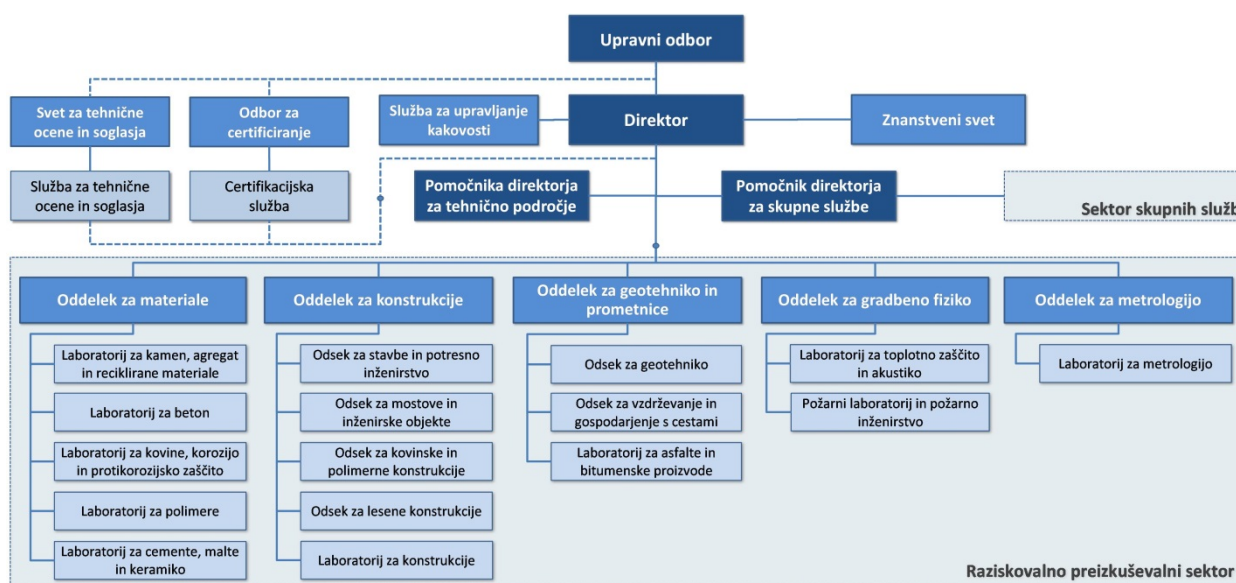 Upravni odbor
Svet za tehnične
ocene in soglasja
Odbor za
certificiranje
Služba za upravljanje
kakovosti
Direktor
Znanstveni svet
Služba za tehnične
ocene in soglasja
Certifikacijska
služba
Pomočnika direktorja
za tehnično področje
Pomočnik direktorja
za skupne službe
Sektor skupnih služb
Oddelek za materiale
Laboratorij za kamen, agregat
in reciklirane materiale
Laboratorij za beton
Laboratorij za kovine, korozijo
in protikorozijsko zaščito
Laboratorij za polimere
Laboratorij za cemente, malte
in keramiko
Oddelek za konstrukcije
Odsek za stavbe in potresno
inženirstvo
Odsek za mostove in
inženirske objekte
Odsek za kovinske in
polimerne konstrukcije
Odsek za lesene konstrukcije
Laboratorij za konstrukcije
Oddelek za geotehniko in
prometnice
Odsek za geotehniko
Odsek za vzdrževanje in
gospodarjenje s cestami
Laboratorij za asfalte in
bitumenske proizvode
Oddelek za gradbeno fiziko
Laboratorij za toplotno zaščito
in akustiko
Požarni laboratorij in požarno
inženirstvo
Oddelek za metrologijo
Laboratorij za metrologijo
Raziskovalno preizkuševalni sektor